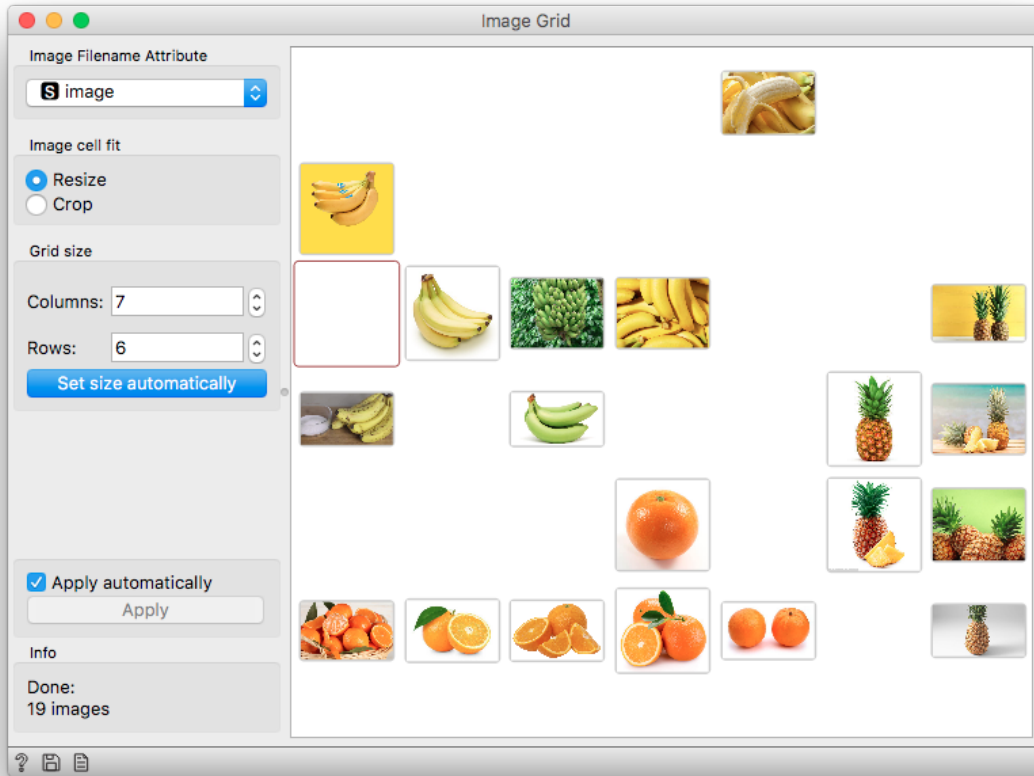 Image Grid
Image Filename Attribute
S image
Image cell fit
Resize
Crop
Grid size
Columns: 7
Rows: 6
Set size automatically
Apply automatically
Apply
Info
Done:
19 images
?